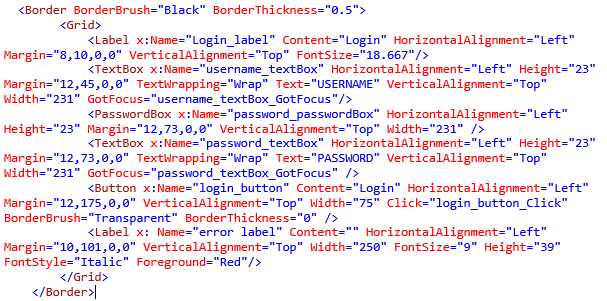 <Border BorderBrush="Black" BorderThickness="0.5">
<Grid>
<Label x:Name="Login_label" Content="Login" HorizontalAlignment="Left"
Margin="8,10,0,0" VerticalAlignment="Top" FontSize="18.667"/>
<TextBox x:Name="username_textBox" HorizontalAlignment="Left" Height="23"
Margin="12,45,0,0" TextWrapping="Wrap" Text="USERNAME" VerticalAlignment="Top"
Width="231" GotFocus="username_textBox_GotFocus"/>
<PasswordBox x:Name="password_passwordBox" HorizontalAlignment="Left"
Height="23" Margin="12,73,0,0" VerticalAlignment="Top" Width="231" />
<TextBox x:Name="password_textBox" HorizontalAlignment="Left" Height="23"
Margin="12,73,0,0" TextWrapping="Wrap" Text="PASSWORD" VerticalAlignment="Top"
Width="231" GotFocus="password_textBox_GotFocus" />
<Button x:Name="login_button" Content="Login" HorizontalAlignment="Left"
Margin="12,175,0,0" VerticalAlignment="Top" Width="75" Click="login_button_Click"
BorderBrush="Transparent" BorderThickness="0" />
<Label x: Name="error label" Content="" HorizontalAlignment="Left"
Margin="10,101,0,0" VerticalAlignment="Top" Width="250" FontSize="9" Height="39"
FontStyle="Italic" Foreground="Red"/>
</Grid>
</Border>